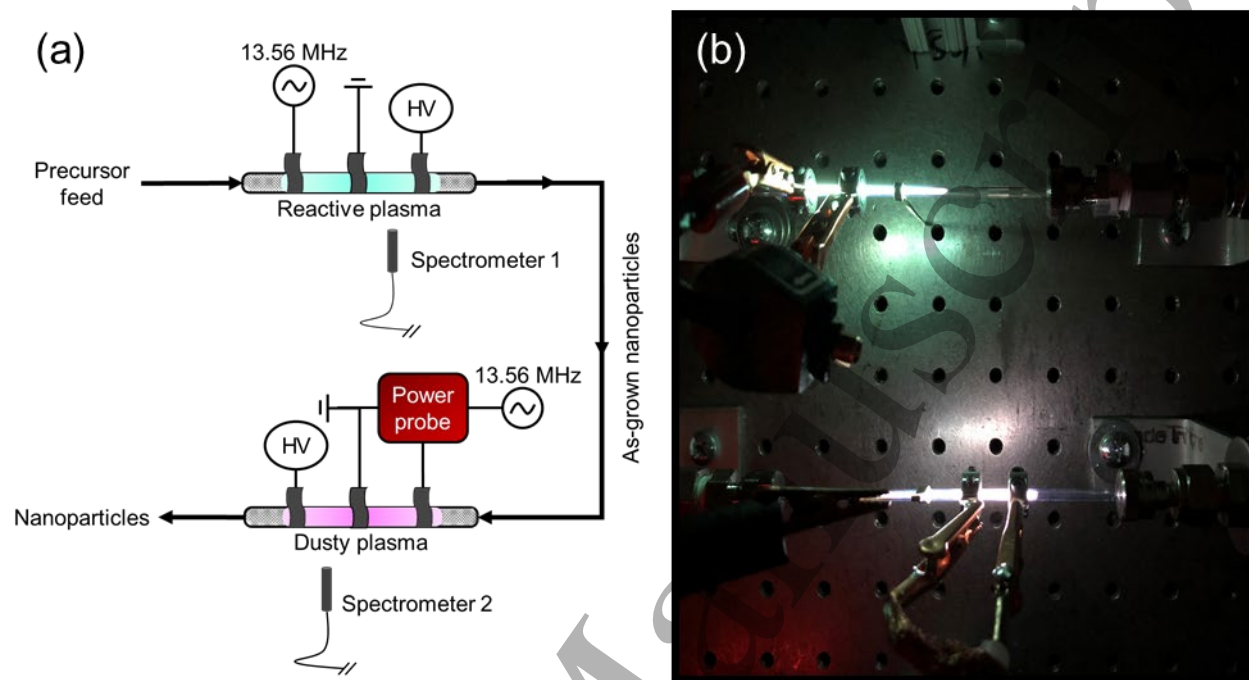 (a)
13.56 MHz
HV
Precursor
feed
Reactive plasma
Spectrometer 1
As-grown nanoparticles
Power
probe
13.56 MHz
HV
Nanoparticles
Dusty plasma
Spectrometer 2
(b)